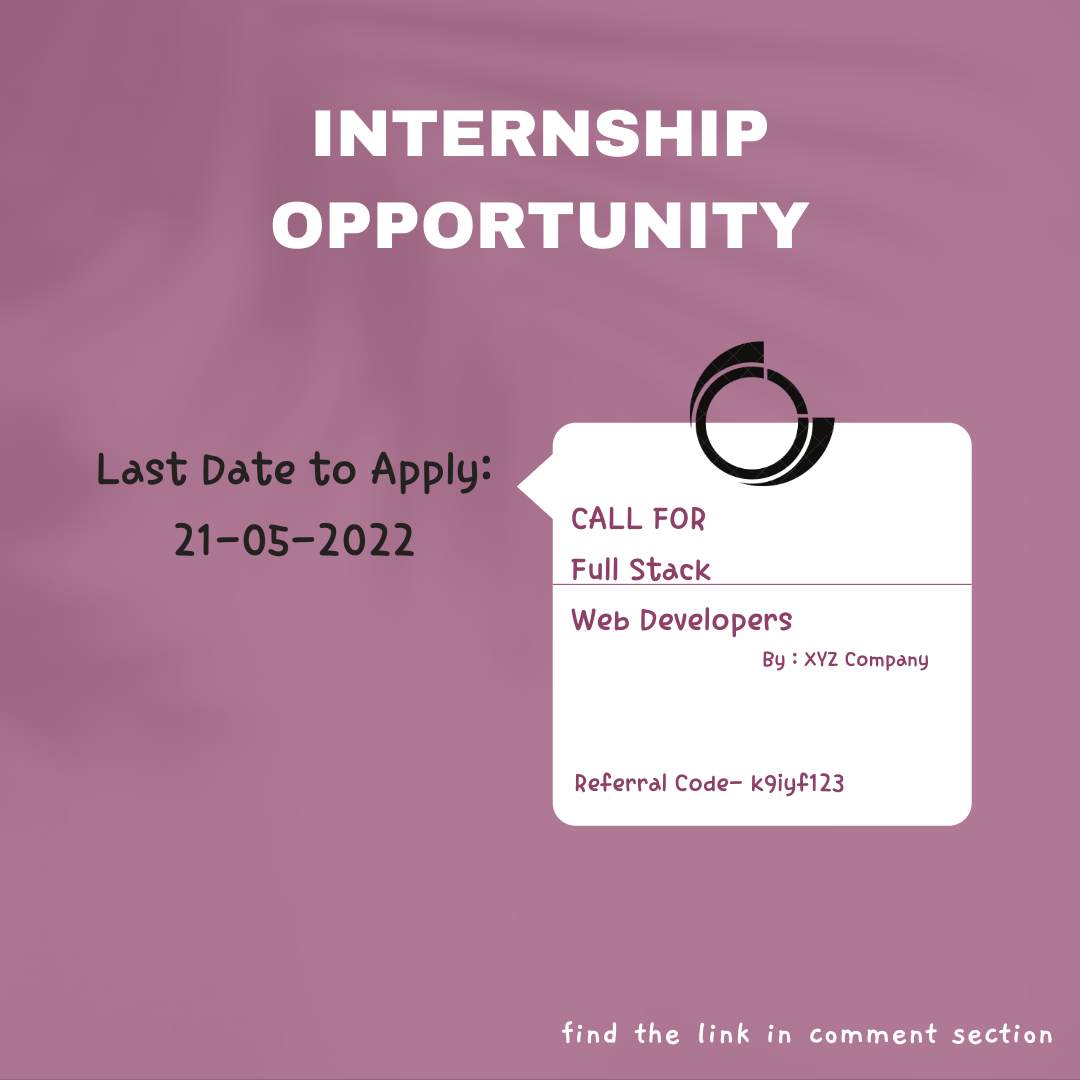 INTERNSHIP
OPPORTUNITY
Last Date to Apply:
21-05-2022
CALL FOR
Full Stack
Web Developers
By : XYZ Company
Referral Code- k9iyf123
find the link in comment section